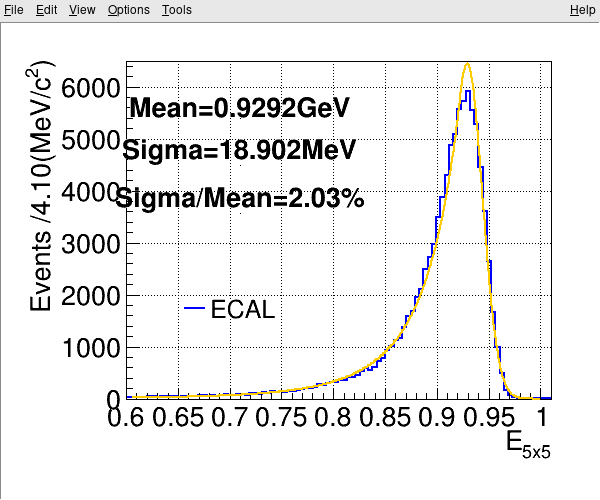 File Edit View Options Tools Help
Events /4.10(MeV/c²)
6000
5000
4000
3000
2000
1000
0
Mean=0.9292GeV
Sigma=18.902MeV
Sigma/Mean=2.03%
ECAL
0.6 0.65 0.7 0.75 0.8 0.85 0.9 0.95 1
E5x5